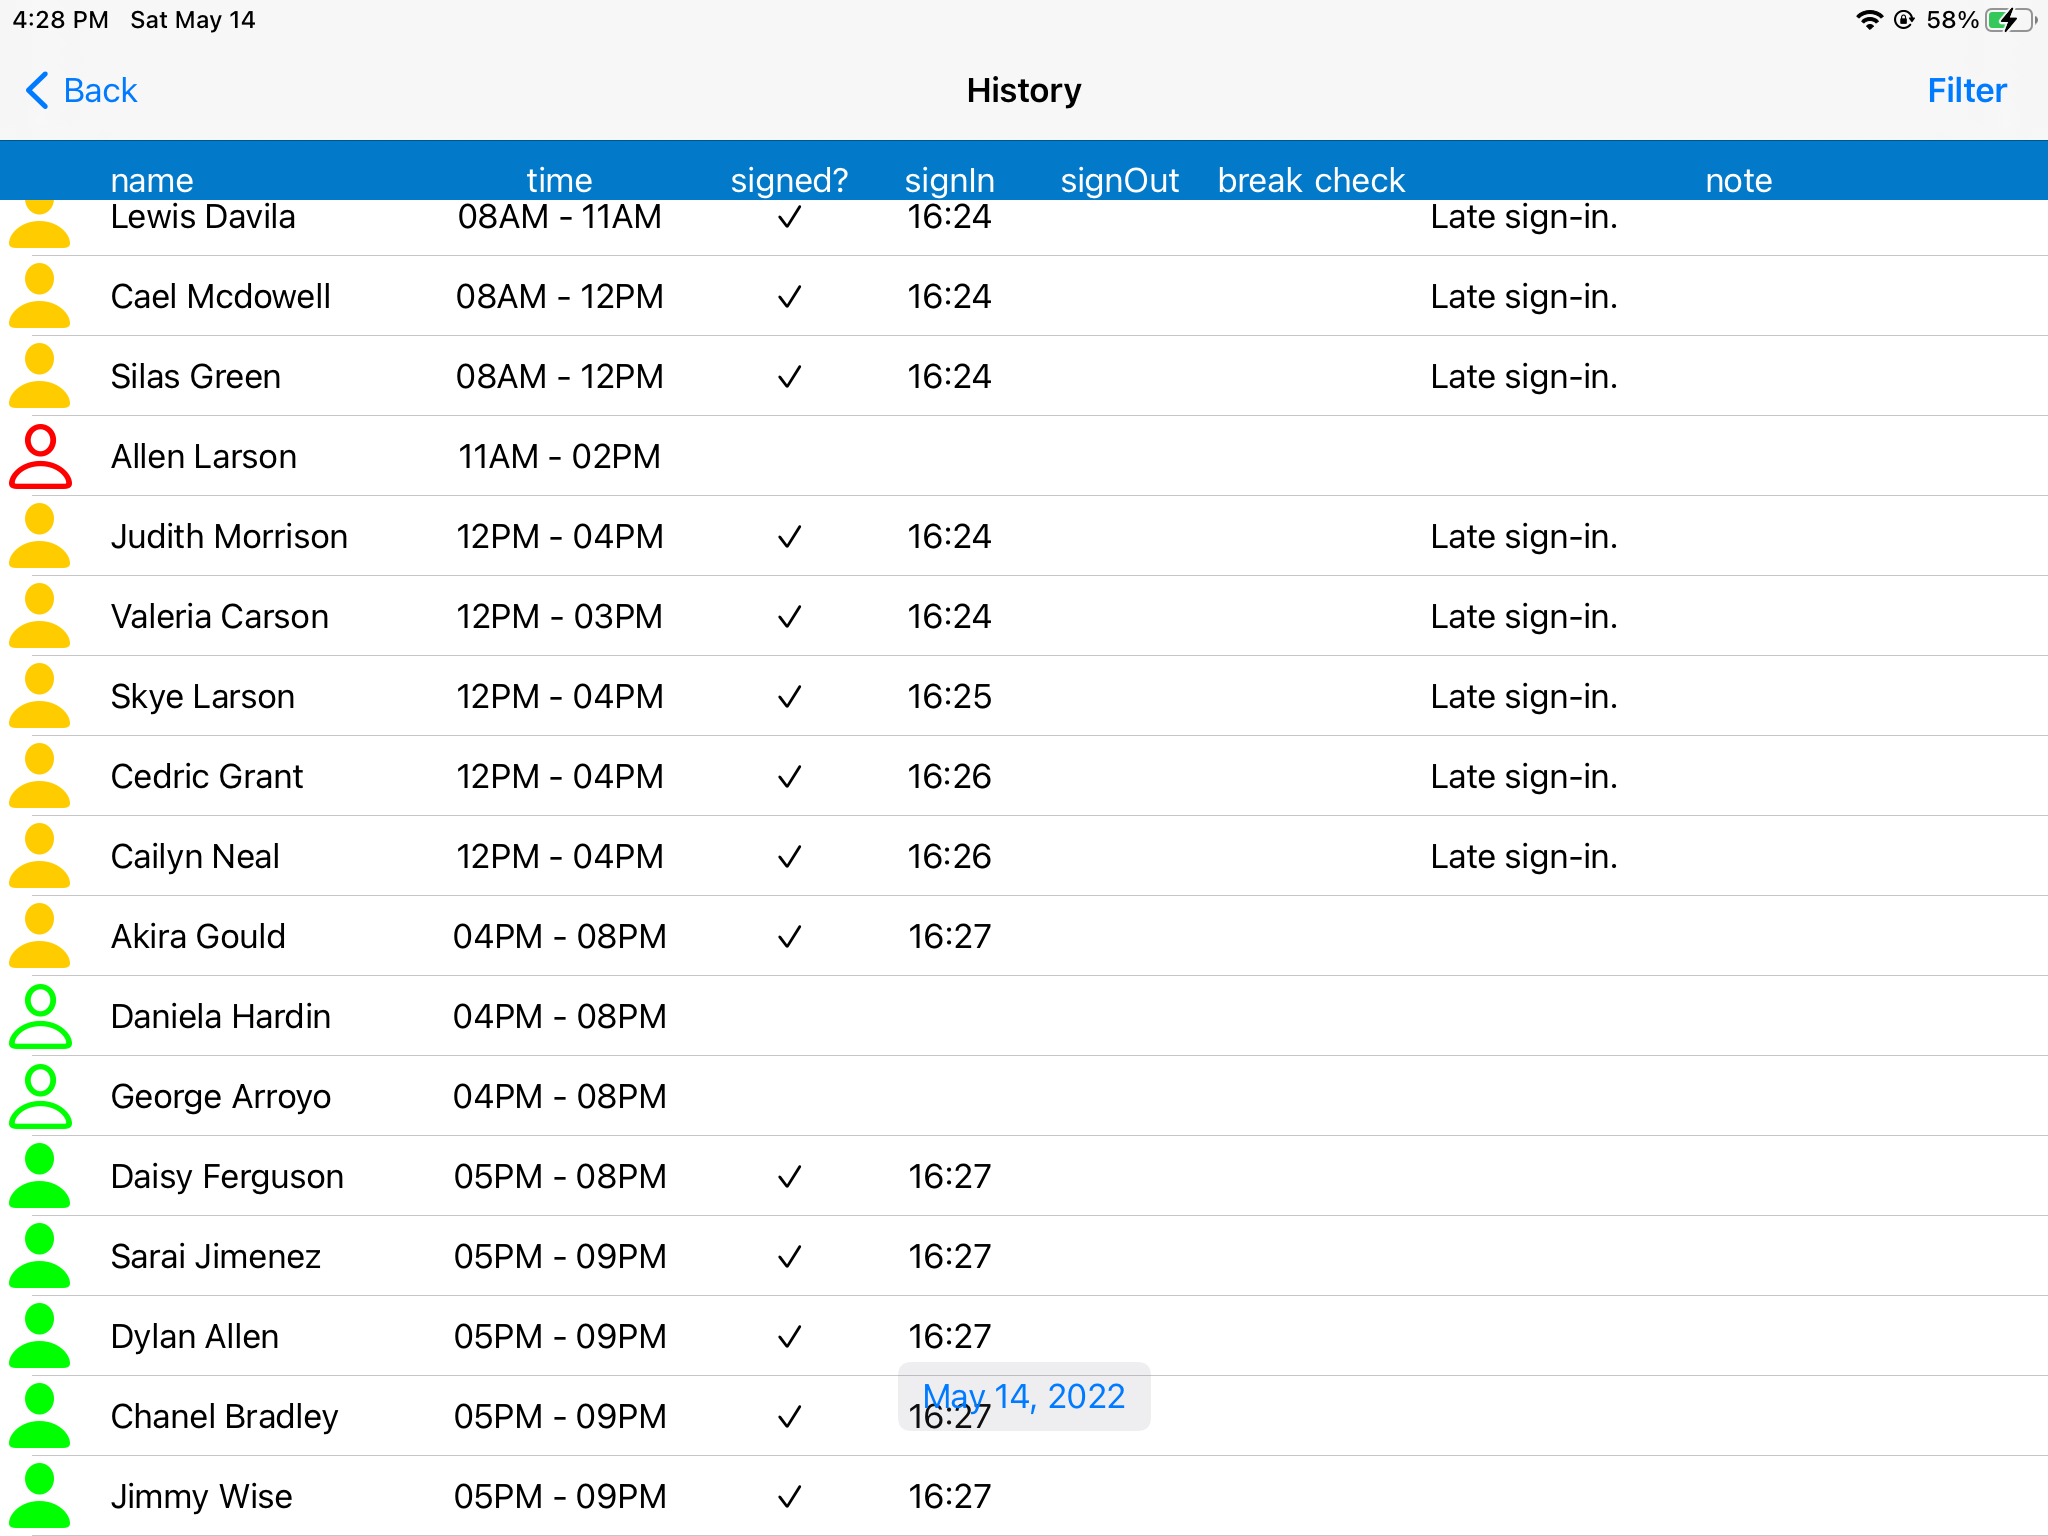 4:28 PM Sat May 14 58%
Back History Filter
name time signed? signIn signOut break check note
Lewis Davila 08AM - 11AM ✓ 16:24 Late sign-in.
Cael Mcdowell 08AM - 12PM ✓ 16:24 Late sign-in.
Silas Green 08AM - 12PM ✓ 16:24 Late sign-in.
Allen Larson 11AM - 02PM
Judith Morrison 12PM - 04PM ✓ 16:24 Late sign-in.
Valeria Carson 12PM - 03PM ✓ 16:24 Late sign-in.
Skye Larson 12PM - 04PM ✓ 16:25 Late sign-in.
Cedric Grant 12PM - 04PM ✓ 16:26 Late sign-in.
Cailyn Neal 12PM - 04PM ✓ 16:26 Late sign-in.
Akira Gould 04PM - 08PM ✓ 16:27
Daniela Hardin 04PM - 08PM
George Arroyo 04PM - 08PM
Daisy Ferguson 05PM - 08PM ✓ 16:27
Sarai Jimenez 05PM - 09PM ✓ 16:27
Dylan Allen 05PM - 09PM ✓ 16:27
May 14, 2022
Chanel Bradley 05PM - 09PM ✓ 16:27
Jimmy Wise 05PM - 09PM ✓ 16:27